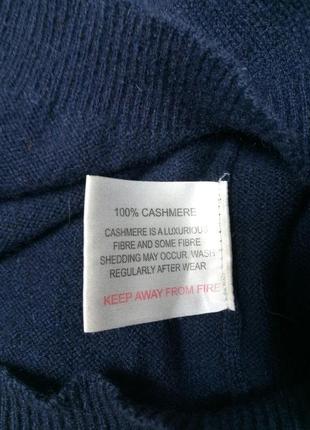 100% CASHMERE
CASHMERE IS A LUXURIOUS
FIBRE AND SOME FIBRE
SHEDDING MAY OCCUR. WASH
REGULARLY AFTER WEAR
KEEP AWAY FROM FIRE